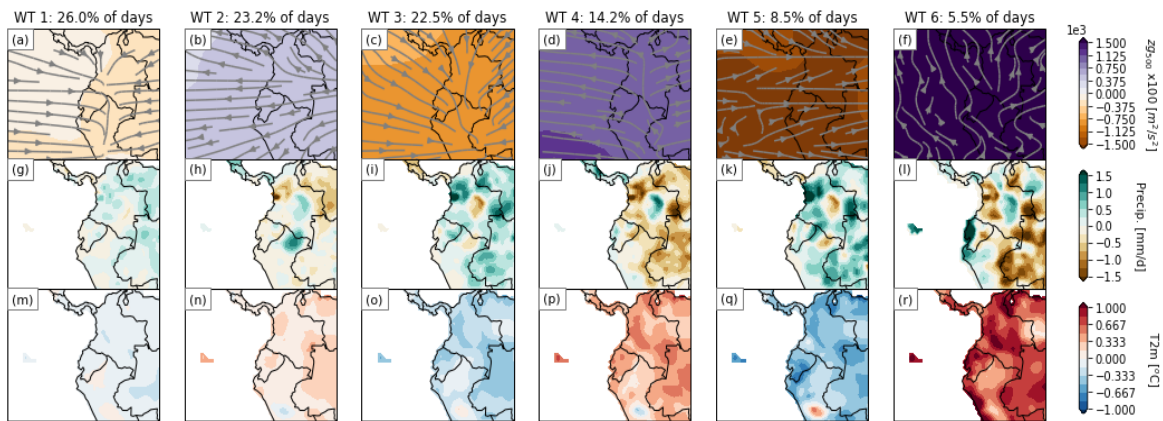 WT 1: 26.0% of days
WT 2: 23.2% of days
WT 3: 22.5% of days
WT 4: 14.2% of days
WT 5: 8.5% of days
WT 6: 5.5% of days
(a)
(b)
(c)
(d)
(e)
(f)
1e3
1.500
1.125
0.750
0.375
0.000
−0.375
−0.750
−1.125
−1.500
zg500 x100 [m²/s²]
(g)
(h)
(i)
(j)
(k)
(l)
1.5
1.0
0.5
0.0
−0.5
−1.0
−1.5
Precip. [mm/d]
(m)
(n)
(o)
(p)
(q)
(r)
1.000
0.667
0.333
0.000
−0.333
−0.667
−1.000
T2m [°C]